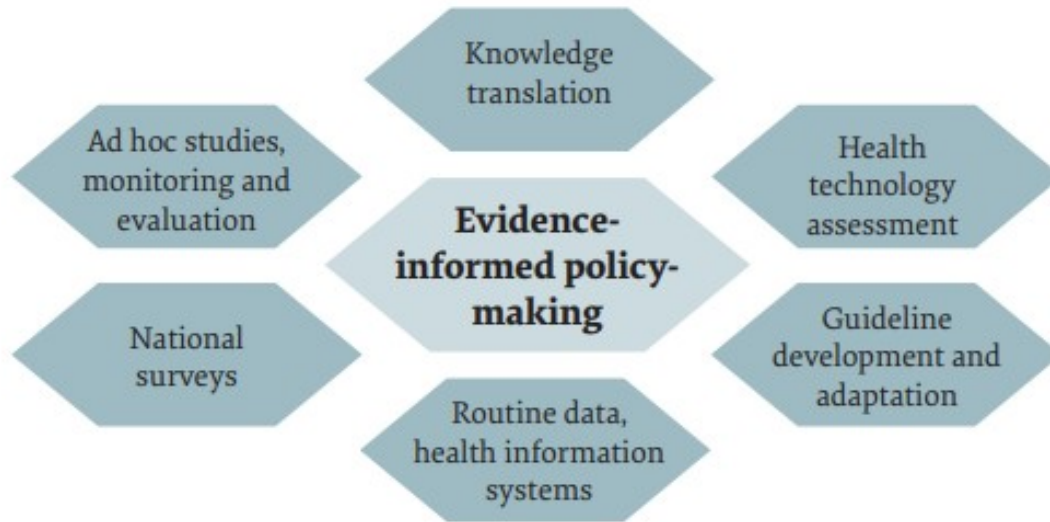 Knowledge
translation
Ad hoc studies,
monitoring and
evaluation
Health
technology
assessment
Evidence-
informed policy-
making
National
surveys
Guideline
development and
adaptation
Routine data,
health information
systems